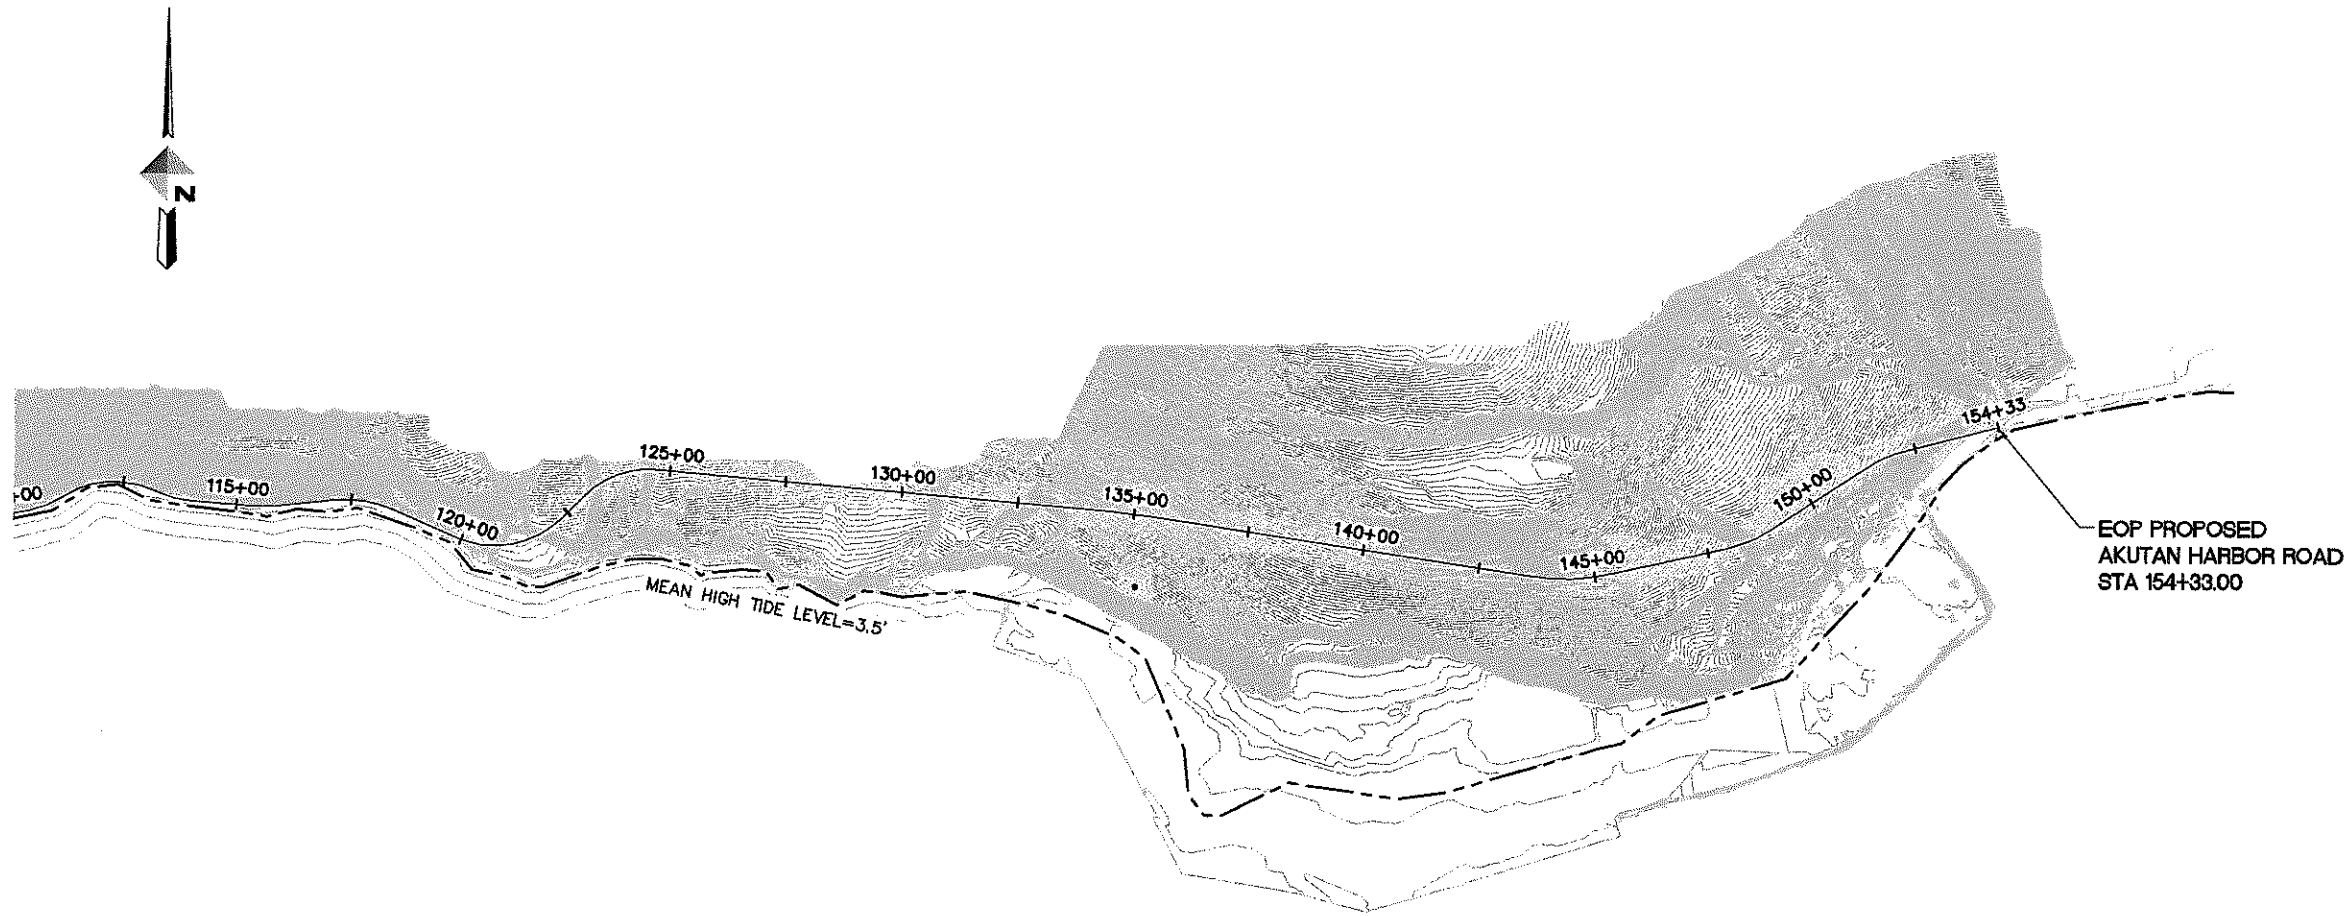 N
+00
115+00
120+00
125+00
130+00
135+00
140+00
145+00
150+00
154+33
MEAN HIGH TIDE LEVEL=3.5'
EOP PROPOSED
AKUTAN HARBOR ROAD
STA 154+33.00